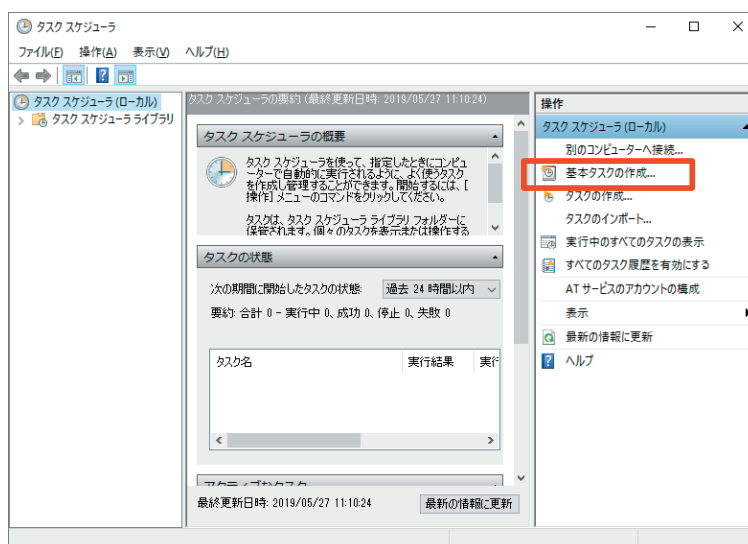 タスク スケジューラ
ファイル(F) 操作(A) 表示(V) ヘルプ(H)
タスク スケジューラ (ローカル)
タスク スケジューラ ライブラリ
タスク スケジューラの要約 (最終更新日時: 2019/05/27 11:10:24)
タスク スケジューラの概要
タスク スケジューラを使って、指定したときにコンピュ
ーターで自動的に実行されるように、よく使うタスク
を作成し管理することができます。開始するには、[
操作] メニューのコマンドをクリックしてください。
タスクは、タスク スケジューラ ライブラリ フォルダーに
保管されます。個々のタスクを表示または操作する
タスクの状態
次の期間に開始したタスクの状態: 過去 24 時間以内
要約: 合計 0 - 実行中 0、成功 0、停止 0、失敗 0
タスク名 実行結果 実行
アクティブなタスク
最終更新日時: 2019/05/27 11:10:24 最新の情報に更新
操作
タスク スケジューラ (ローカル)
別のコンピューターへ接続...
基本タスクの作成...
タスクの作成...
タスクのインポート...
実行中のすべてのタスクの表示
すべてのタスク履歴を有効にする
AT サービスのアカウントの構成
表示
最新の情報に更新
ヘルプ